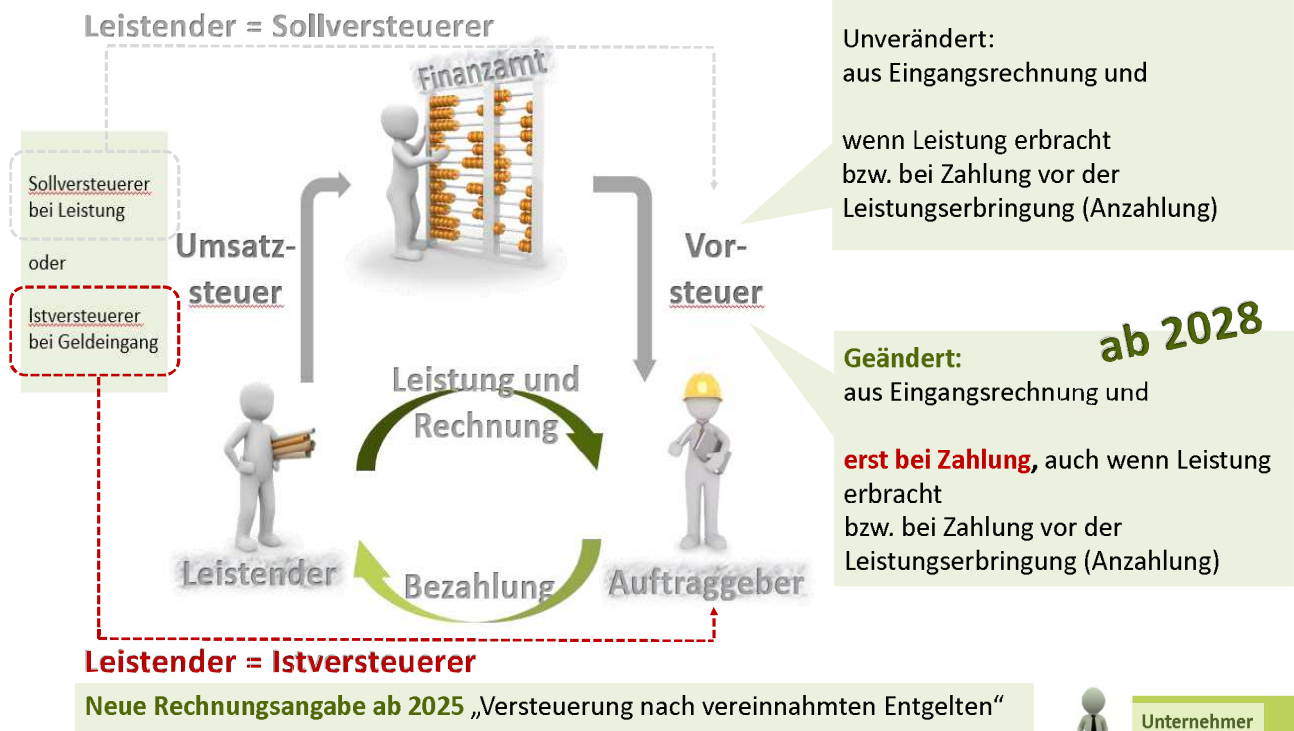 Leistender = Sollversteuerer
Finanzamt
Sollversteuerer
bei Leistung
oder
Istversteuerer
bei Geldeingang
Umsatz-
steuer
Vor-
steuer
Leistung und
Rechnung
Leistender
Bezahlung
Auftraggeber
Unverändert:
aus Eingangsrechnung und
wenn Leistung erbracht
bzw. bei Zahlung vor der
Leistungserbringung (Anzahlung)
ab 2028
Geändert:
aus Eingangsrechnung und
erst bei Zahlung, auch wenn Leistung
erbracht
bzw. bei Zahlung vor der
Leistungserbringung (Anzahlung)
Leistender = Istversteuerer
Neue Rechnungsangabe ab 2025 „Versteuerung nach vereinnahmten Entgelten“
Unternehmer